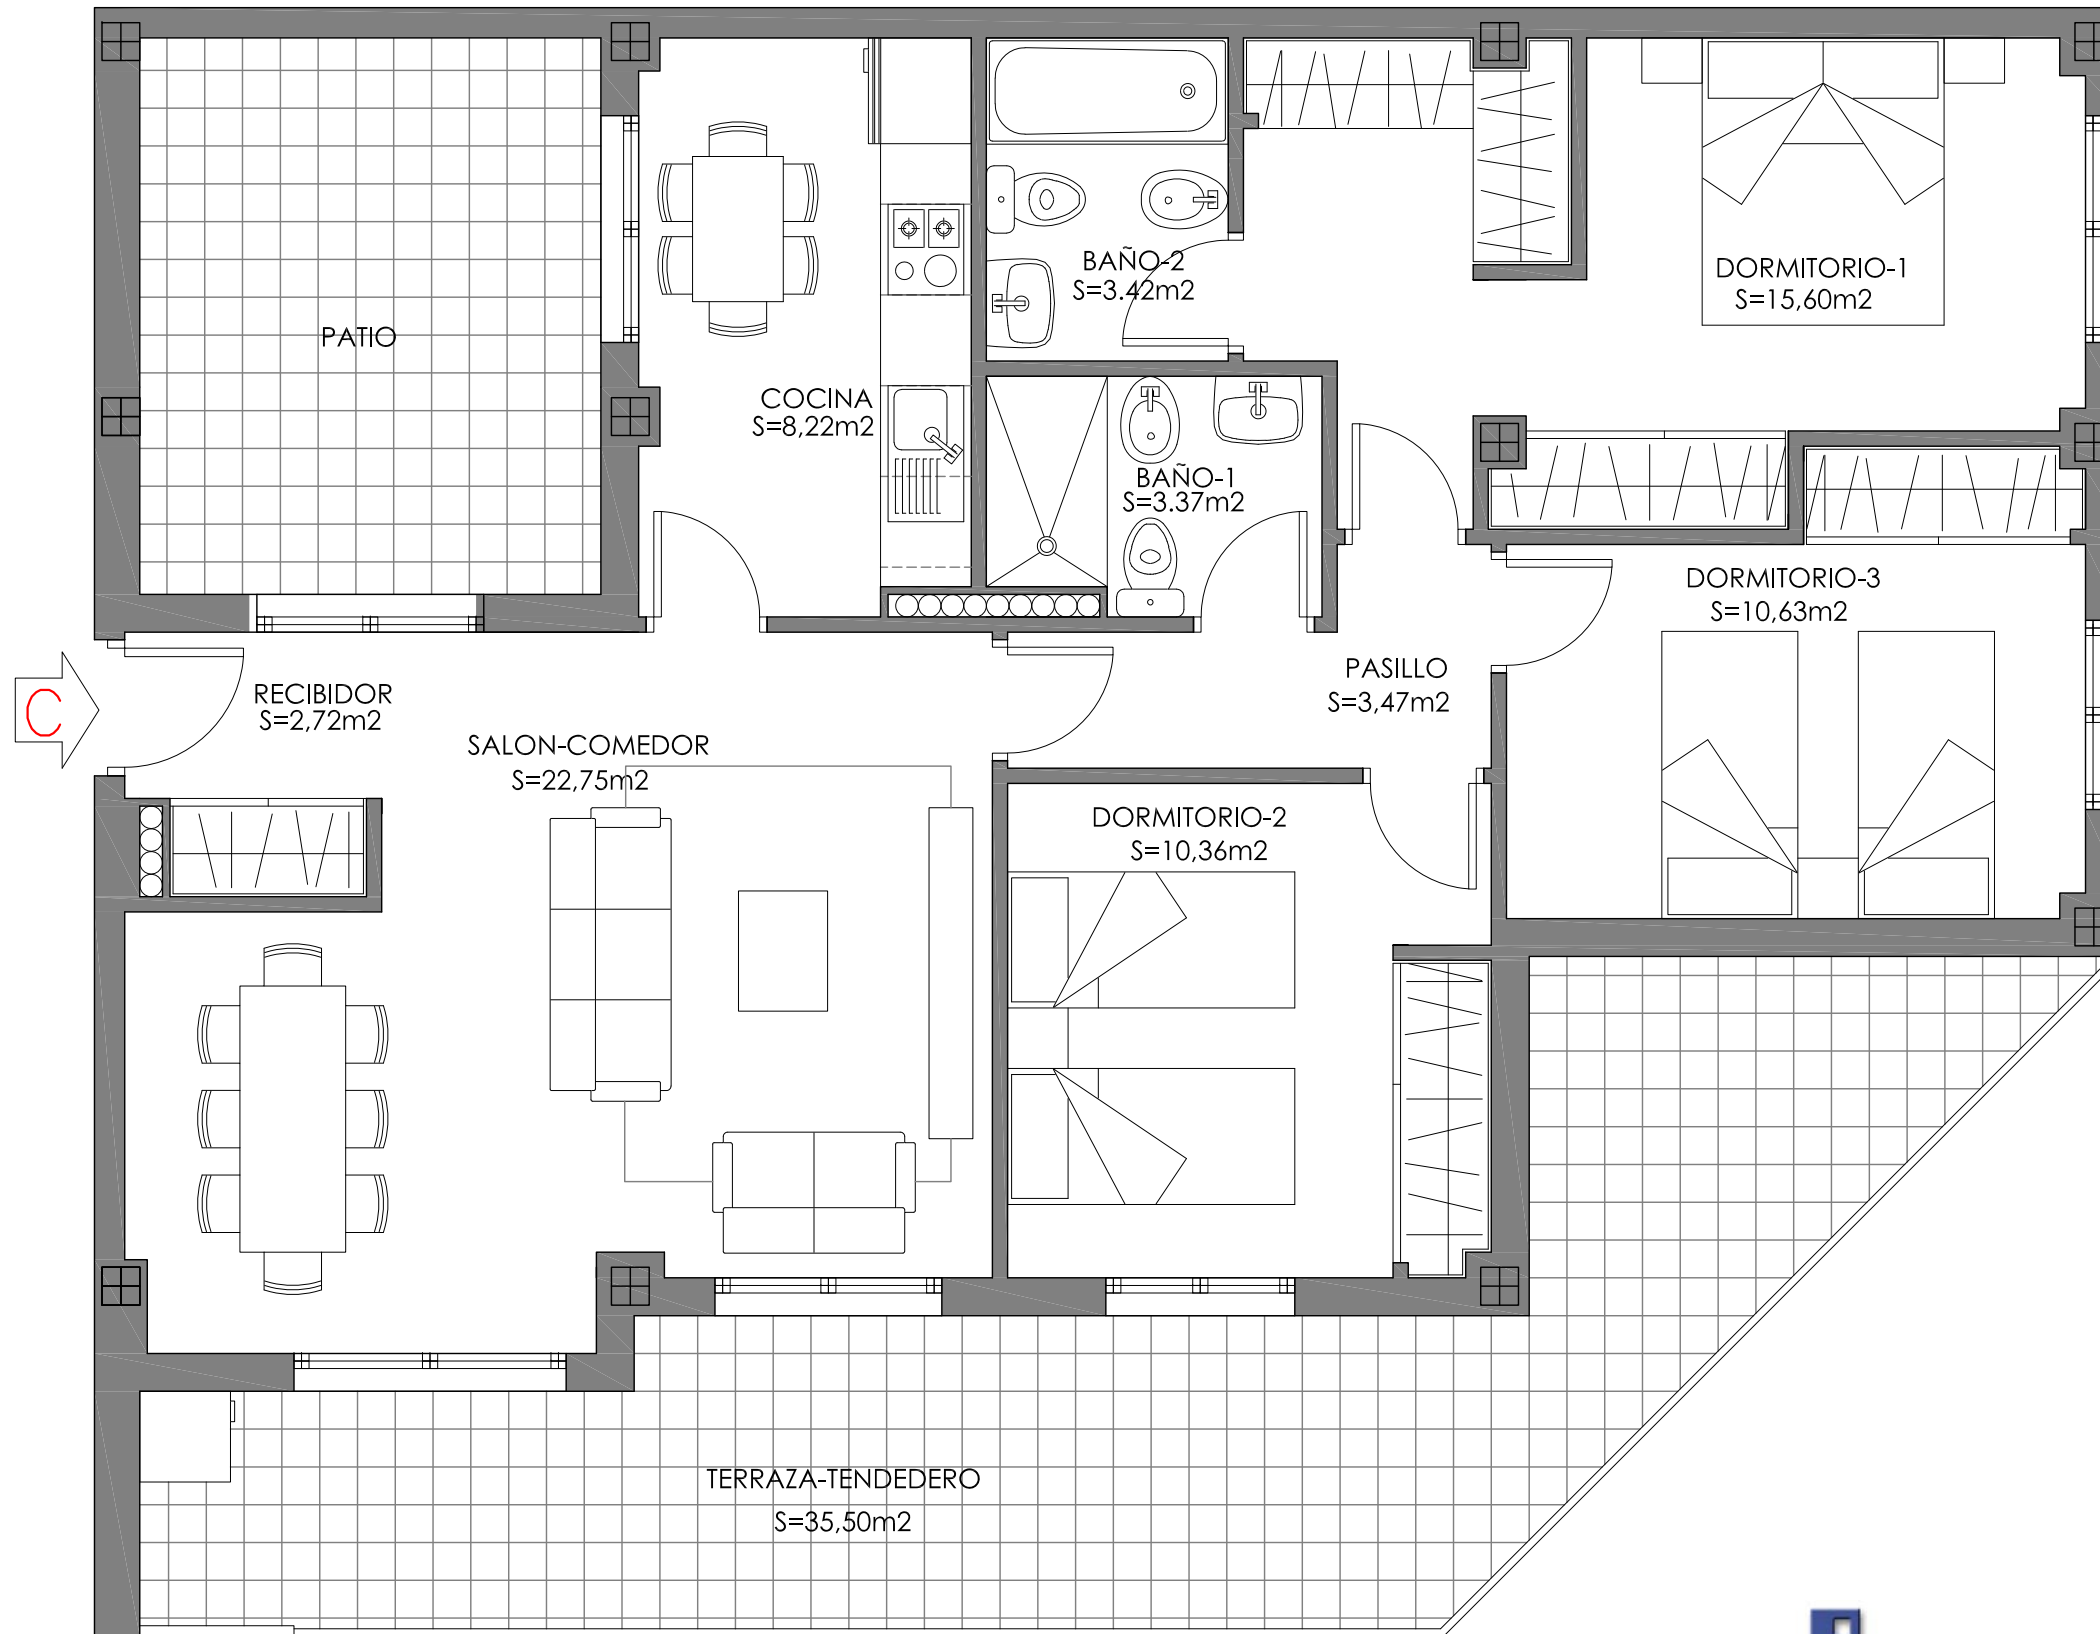 BAÑO-2
S=3.42m2
DORMITORIO-1
S=15,60m2
PATIO
COCINA
S=8,22m2
BAÑO-1
S=3.37m2
DORMITORIO-3
S=10,63m2
PASILLO
S=3,47m2
C
RECIBIDOR
S=2,72m2
SALON-COMEDOR
S=22,75m2
DORMITORIO-2
S=10,36m2
TERRAZA-TENDEDERO
S=35,50m2